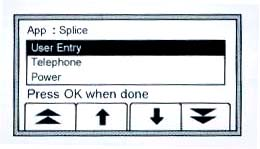 App : Splice
User Entry
Telephone
Power
Press OK when done